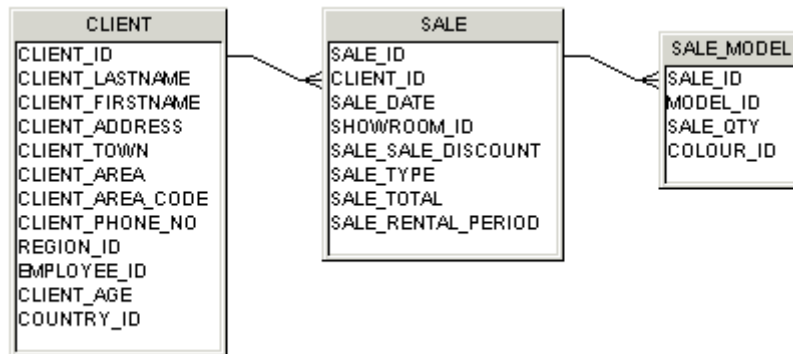 CLIENT
CLIENT_ID
CLIENT_LASTNAME
CLIENT_FIRSTNAME
CLIENT_ADDRESS
CLIENT_TOWN
CLIENT_AREA
CLIENT_AREA_CODE
CLIENT_PHONE_NO
REGION_ID
EMPLOYEE_ID
CLIENT_AGE
COUNTRY_ID
SALE
SALE_ID
CLIENT_ID
SALE_DATE
SHOWROOM_ID
SALE_SALE_DISCOUNT
SALE_TYPE
SALE_TOTAL
SALE_RENTAL_PERIOD
SALE_MODEL
SALE_ID
MODEL_ID
SALE_QTY
COLOUR_ID